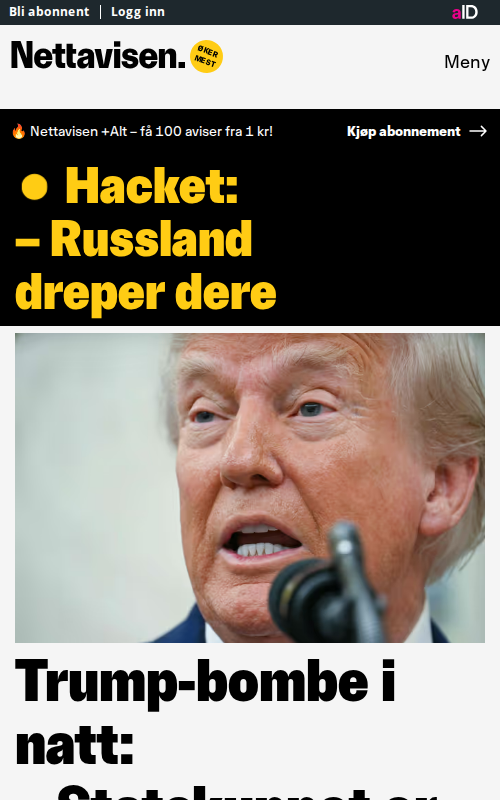 Bli abonnent | Logg inn
aID
Nettavisen.
ØKER
MEST
Meny
Nettavisen +Alt – få 100 aviser fra 1 kr!
Kjøp abonnement
Hacket:
– Russland
dreper dere
Trump-bombe i
natt: